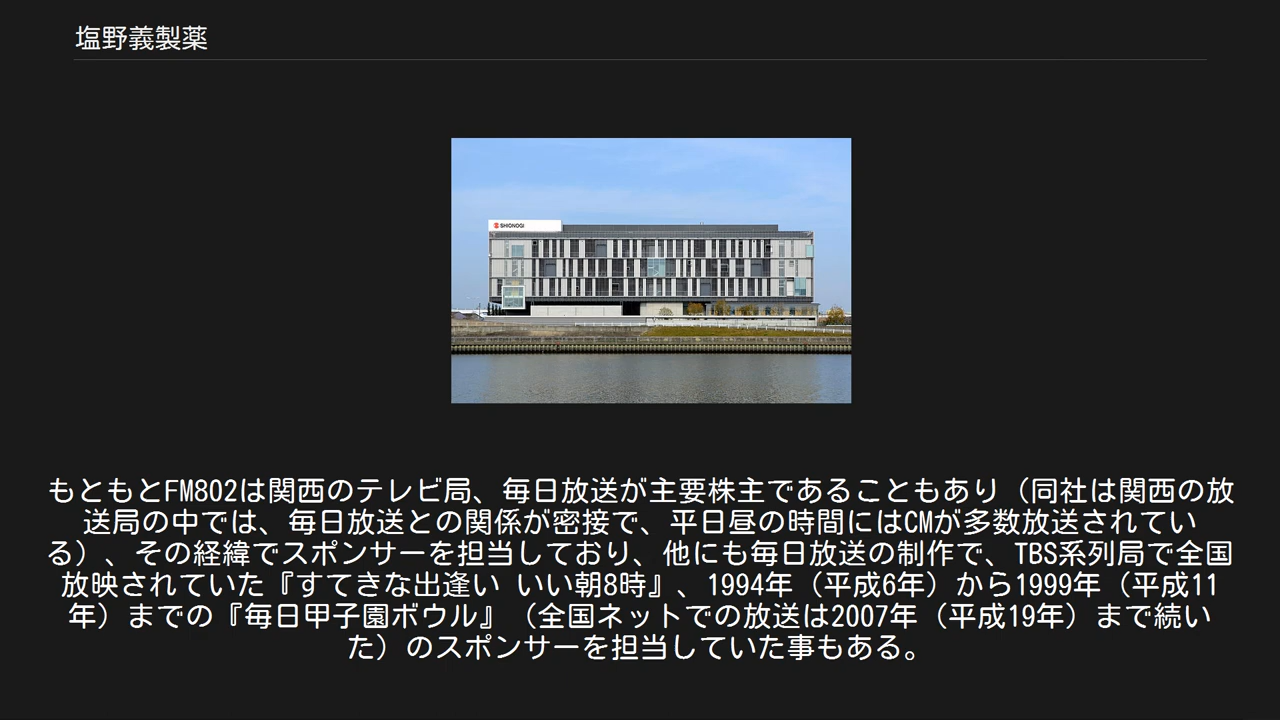 塩野義製薬
SHIONOGI
もともとFM802は関西のテレビ局、毎日放送が主要株主であることもあり（同社は関西の放
送局の中では、毎日放送との関係が密接で、平日昼の時間にはCMが多数放送されてい
る）、その経緯でスポンサーを担当しており、他にも毎日放送の制作で、TBS系列局で全国
放映されていた『すてきな出逢い いい朝8時』、1994年（平成6年）から1999年（平成11
年）までの『毎日甲子園ボウル』（全国ネットでの放送は2007年（平成19年）まで続い
た）のスポンサーを担当していた事もある。